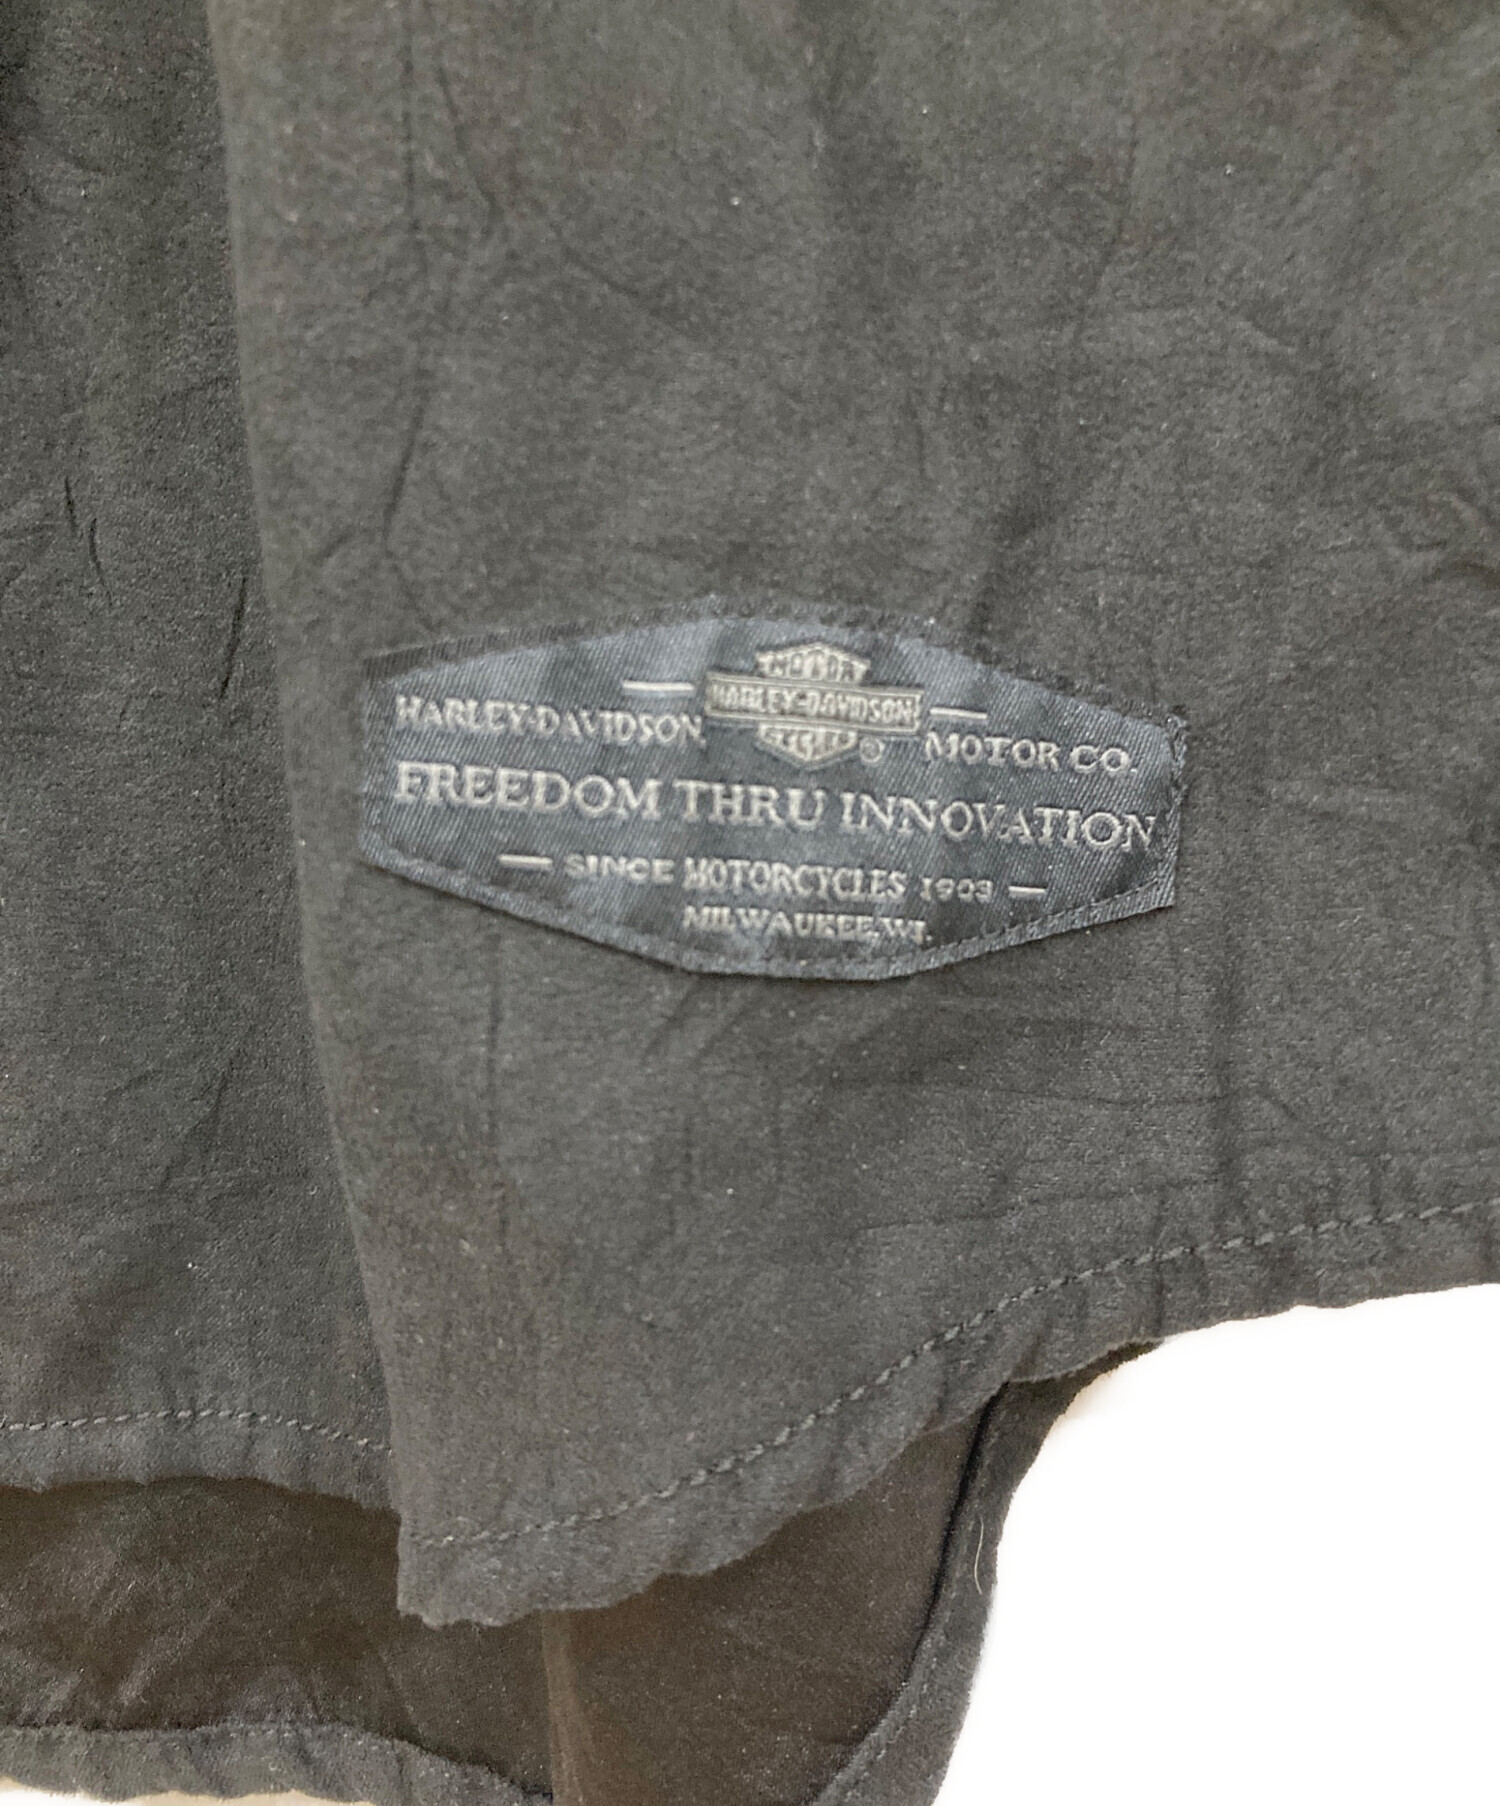 MOTOR
HARLEY-DAVIDSON
CYCLES ®
HARLEY-DAVIDSON MOTOR CO.
FREEDOM THRU INNOVATION
SINCE MOTORCYCLES 1903
MILWAUKEE, WI.